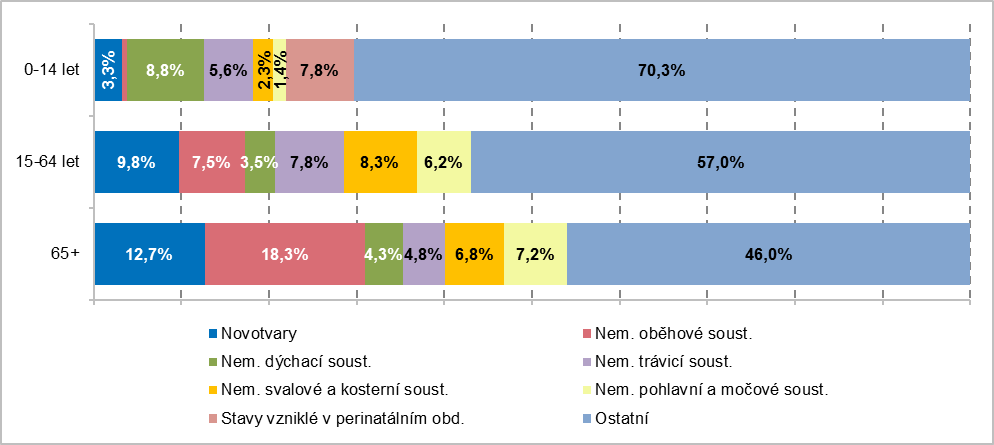 0-14 let 3,3% 8,8% 5,6% 2,3% 1,4% 7,8% 70,3%
15-64 let 9,8% 7,5% 3,5% 7,8% 8,3% 6,2% 57,0%
65+ 12,7% 18,3% 4,3% 4,8% 6,8% 7,2% 46,0%
Novotvary Nem. oběhové soust.
Nem. dýchací soust. Nem. trávicí soust.
Nem. svalové a kosterní soust. Nem. pohlavní a močové soust.
Stavy vzniklé v perinatálním obd. Ostatní